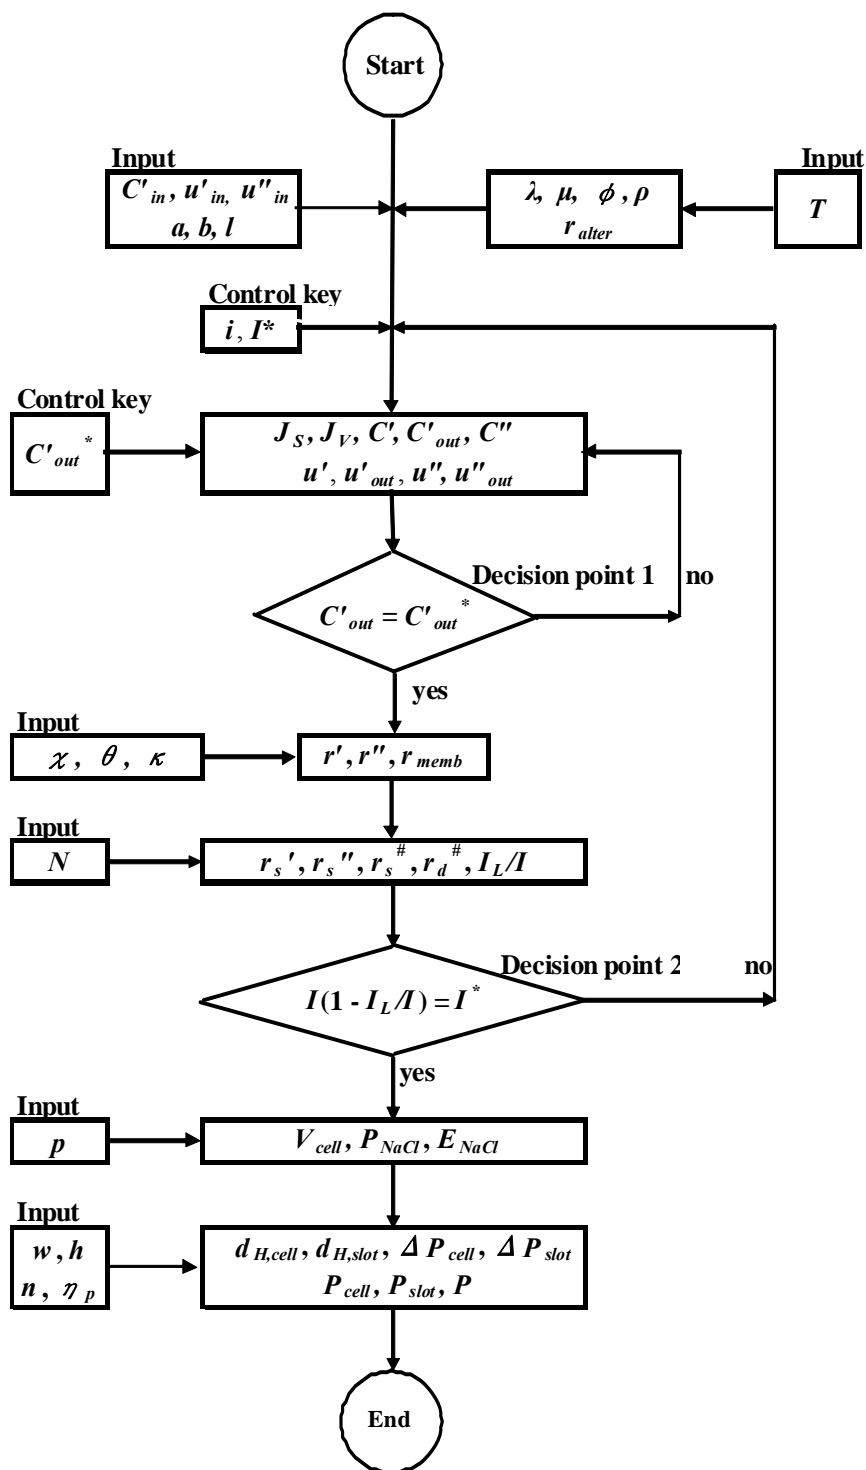 Start
Input
C'in, u'in, u''in
a, b, l
λ, μ, ϕ, ρ
r alter
Input
T
Control key
i, I*
Control key
C'out*
JS, JV, C', C'out, C''
u', u'out, u'', u''out
Decision point 1
no
C'out = C'out*
yes
Input
χ, θ, κ
r', r'', r memb
Input
N
rs', rs'', rs#, rd#, IL/I
Decision point 2
no
I(1 - IL/I) = I*
yes
Input
p
Vcell, PNaCl, ENaCl
Input
w, h
n, ηp
dH,cell, dH,slot, ΔPcell, ΔPslot
Pcell, Pslot, P
End